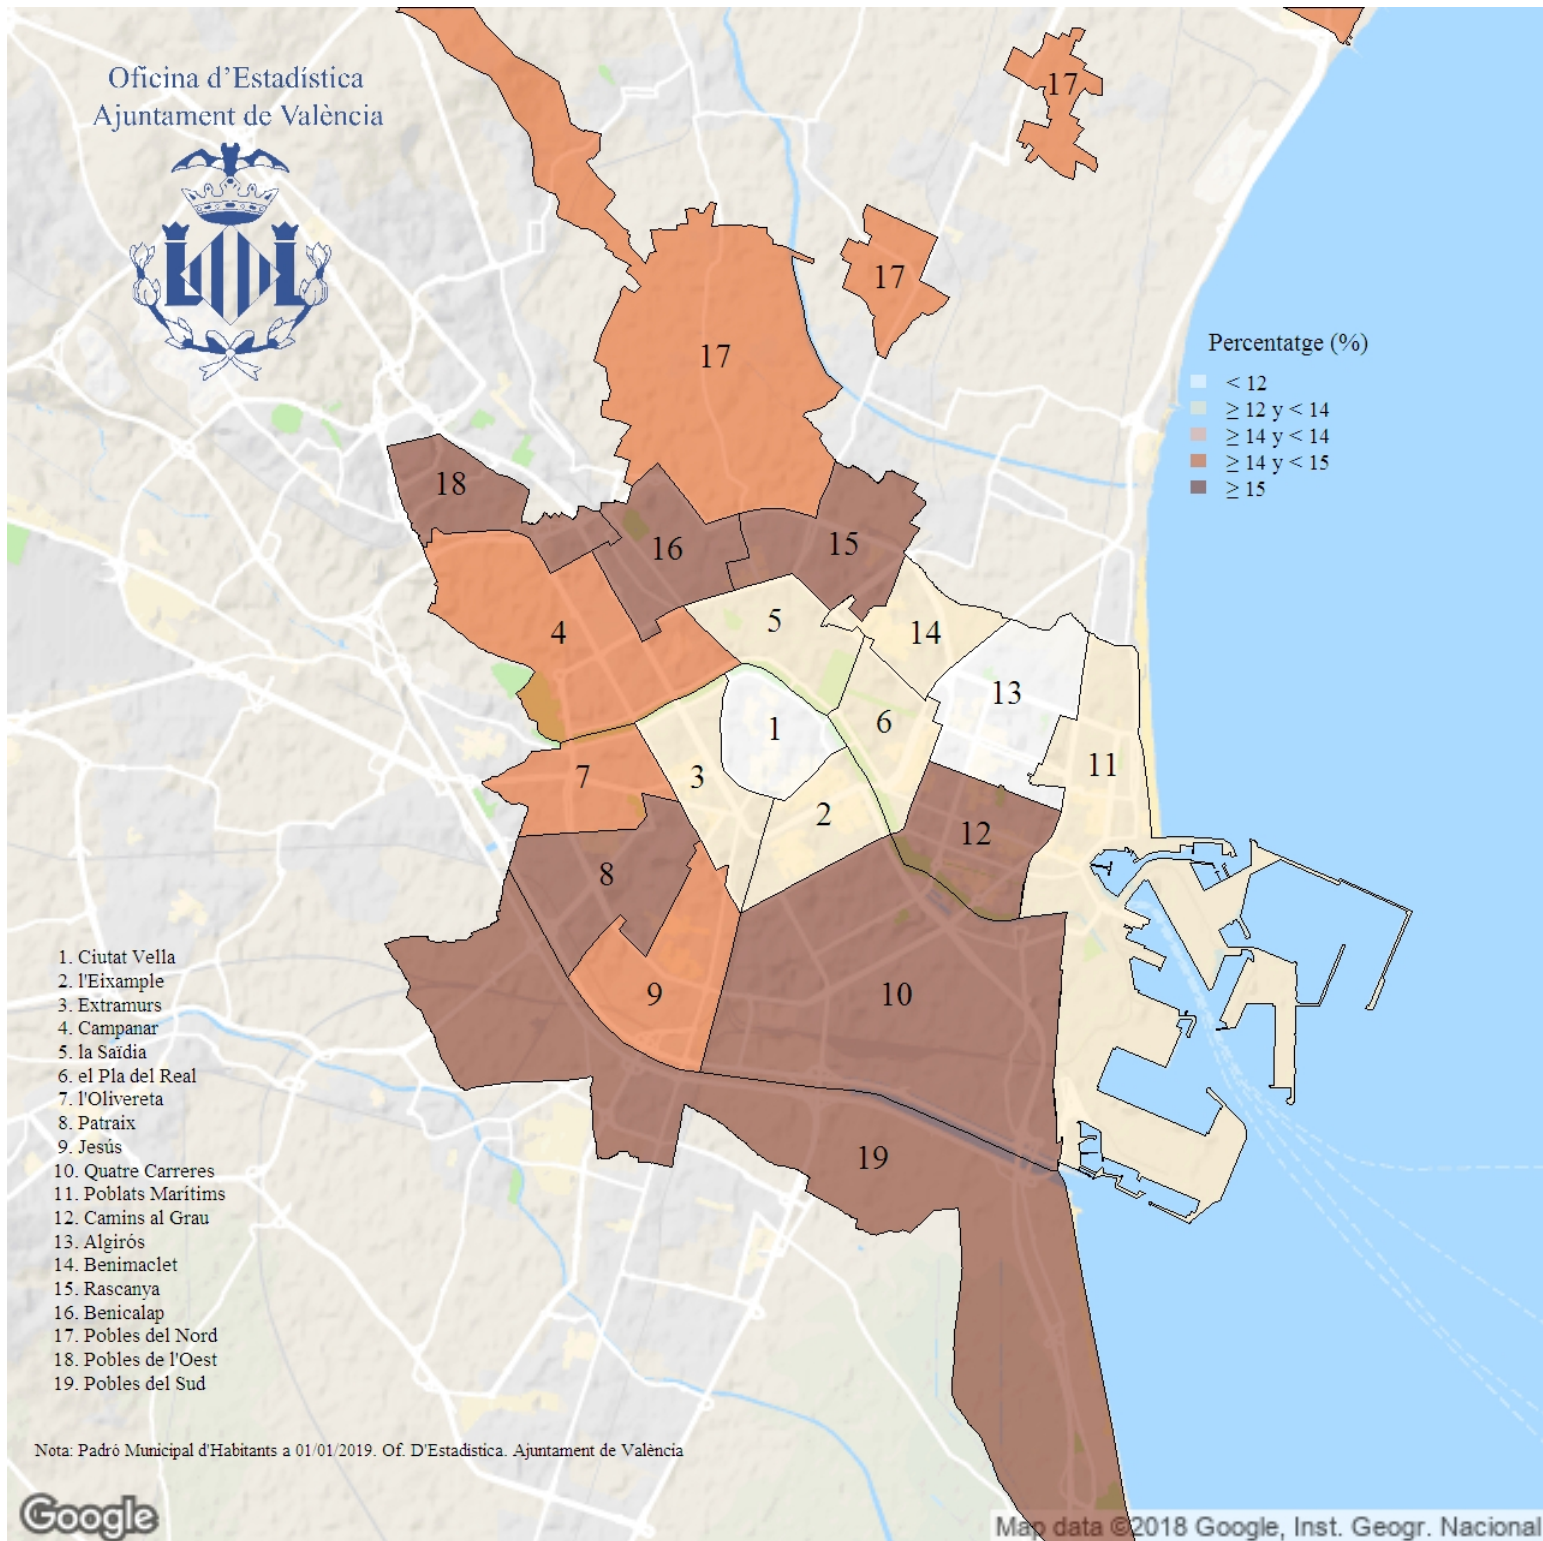 Oficina d'Estadística
Ajuntament de València
17
17
17
18
16
15
4
5
14
13
1
6
7
3
2
11
12
8
9
10
19
Percentatge (%)
< 12
≥ 12 y < 14
≥ 14 y < 14
≥ 14 y < 15
≥ 15
1. Ciutat Vella
2. l'Eixample
3. Extramurs
4. Campanar
5. la Saïdia
6. el Pla del Real
7. l'Olivereta
8. Patraix
9. Jesús
10. Quatre Carreres
11. Poblats Marítims
12. Camins al Grau
13. Algirós
14. Benimaclet
15. Rascanya
16. Benicalap
17. Pobles del Nord
18. Pobles de l'Oest
19. Pobles del Sud
Nota: Padró Municipal d'Habitants a 01/01/2019. Of. D'Estadística. Ajuntament de València
Google
Map data ©2018 Google, Inst. Geogr. Nacional